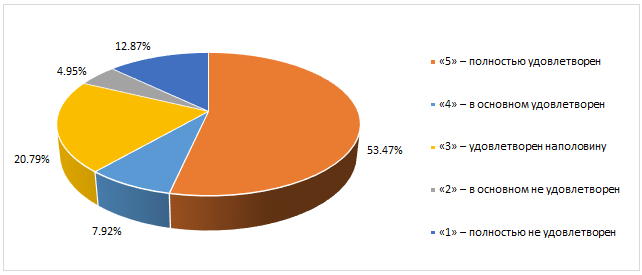 12.87%
4.95%
20.79%
7.92%
53.47%
«5» – полностью удовлетворен
«4» – в основном удовлетворен
«3» – удовлетворен наполовину
«2» – в основном не удовлетворен
«1» – полностью не удовлетворен